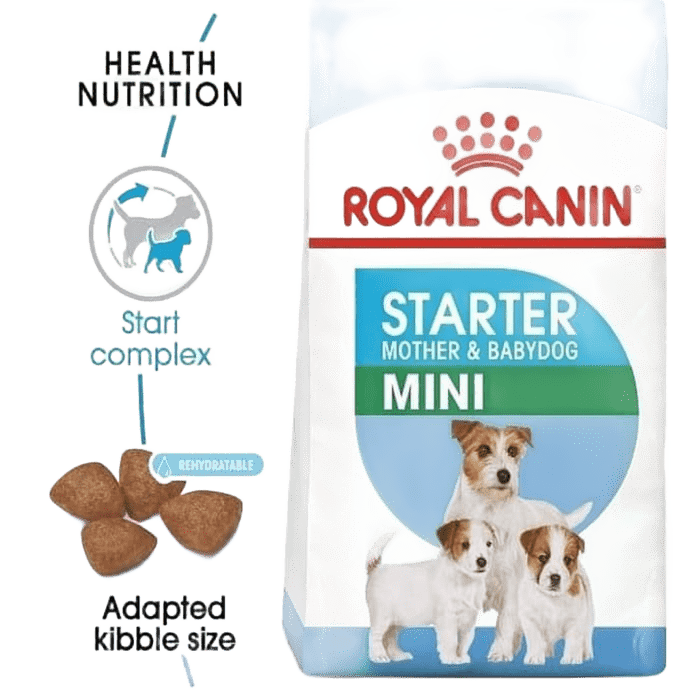 HEALTH
NUTRITION
Start
complex
REHYDRATABLE
Adapted
kibble size
ROYAL CANIN
STARTER
MOTHER & BABYDOG
MINI